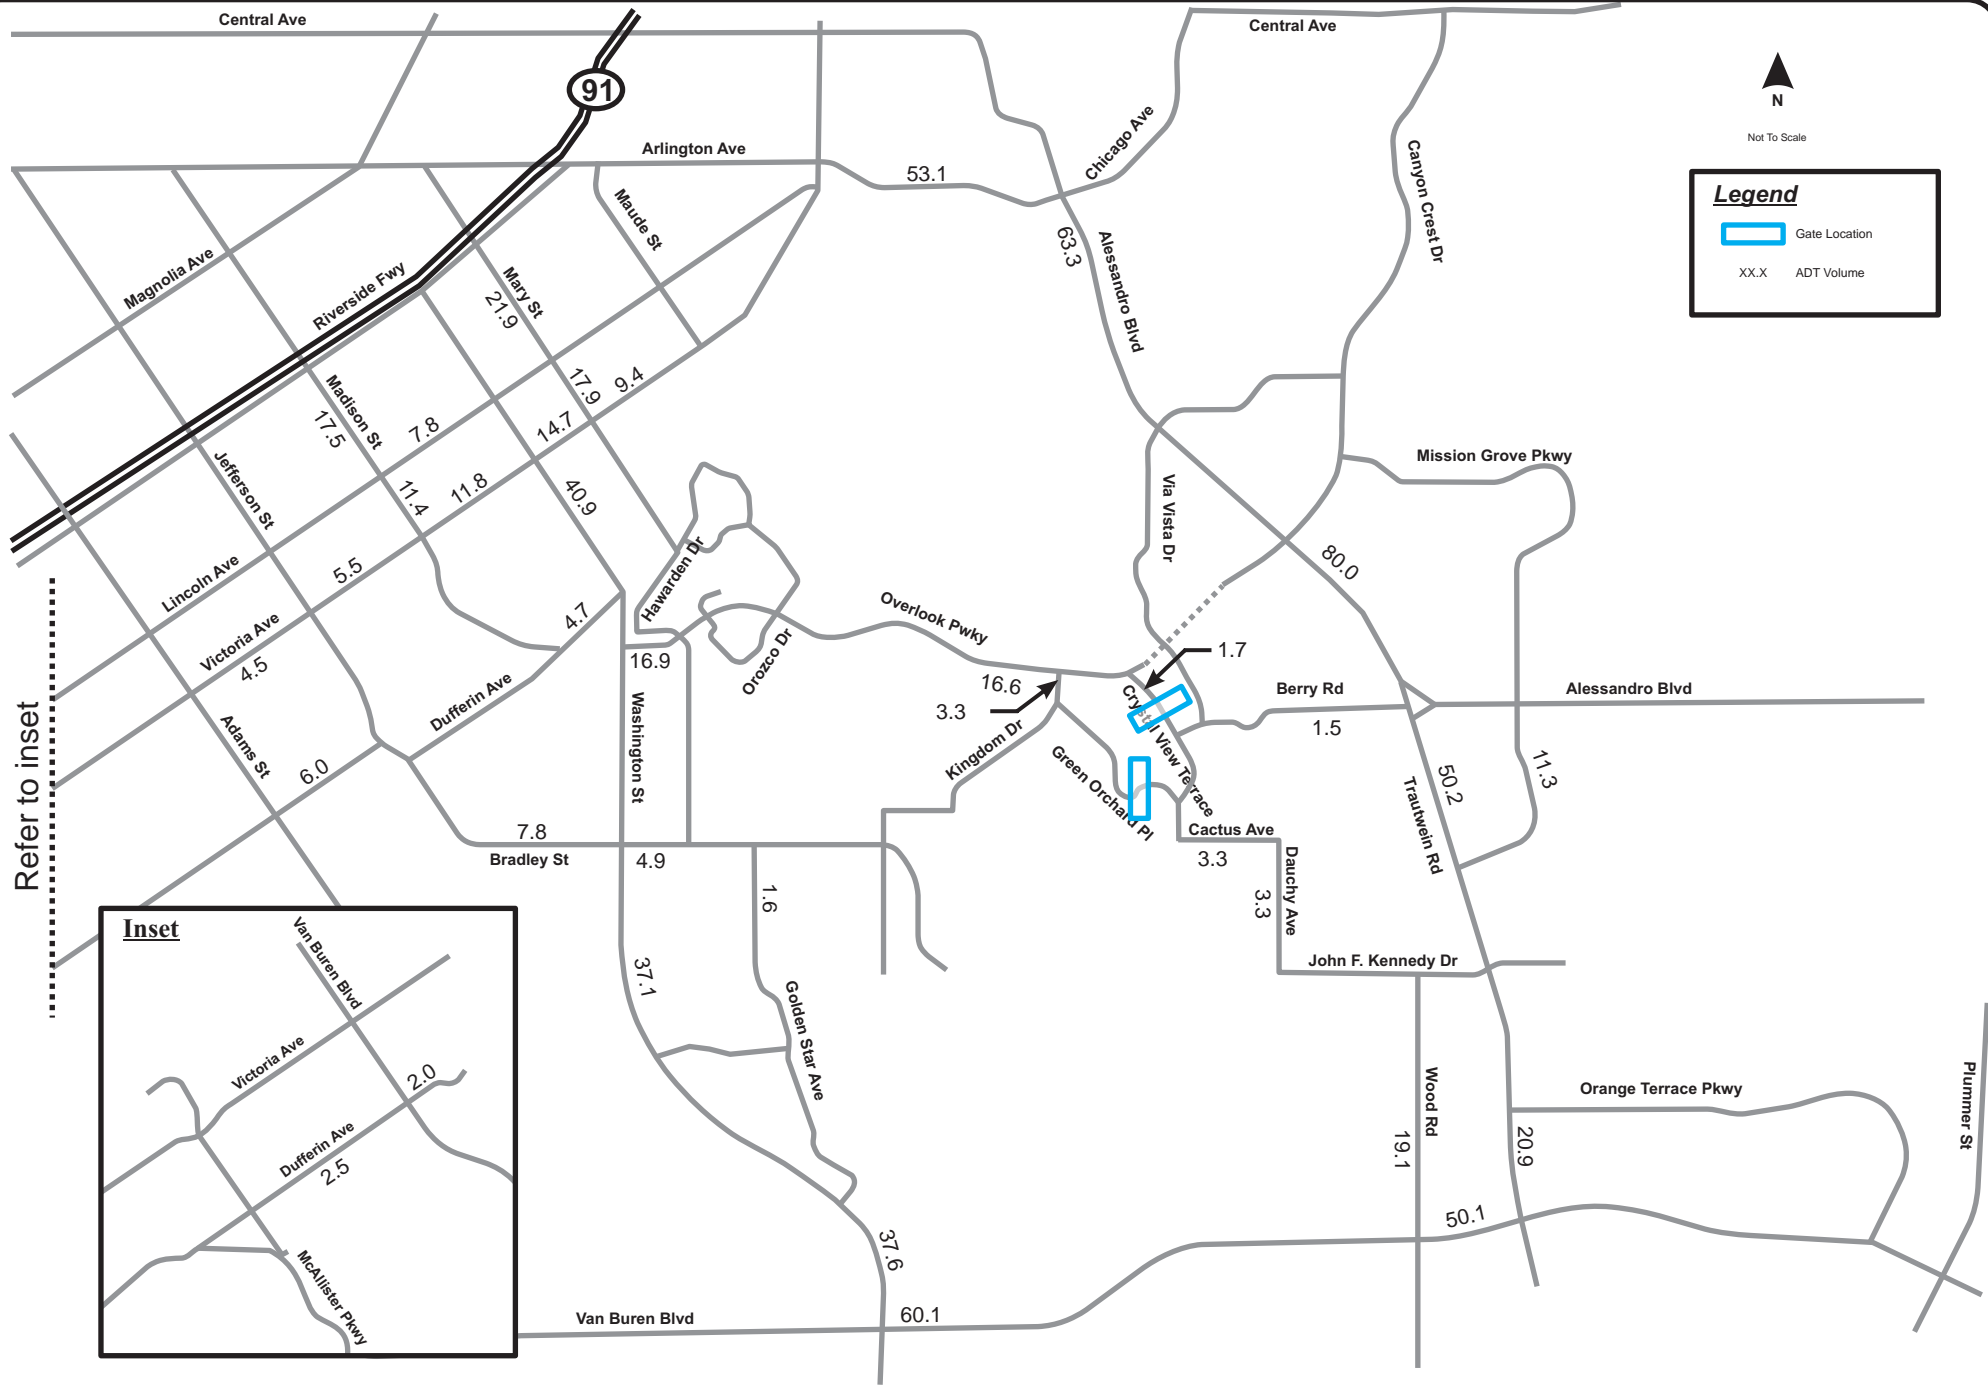 Central Ave
Central Ave
91
N
Not To Scale
Arlington Ave
53.1
Chicago Ave
Canyon Crest Dr
Legend
Gate Location
XX.X ADT Volume
Magnolia Ave
Riverside Fwy
Maude St
Mary St
21.9
63.3
Alessandro Blvd
Madison St
17.5
7.8
17.9
9.4
14.7
Jefferson St
11.4
11.8
40.9
Mission Grove Pkwy
Via Vista Dr
80.0
Lincoln Ave
5.5
Victoria Ave
4.5
4.7
Hawarden Dr
Orozco Dr
Overlook Pwky
16.9
16.6
3.3
1.7
Berry Rd
1.5
Alessandro Blvd
Refer to inset
Adams St
Dufferin Ave
6.0
Washington St
Kingdom Dr
Green Orchard Pl
Crystal View Terrace
Trautwein Rd
50.2
11.3
7.8
Bradley St
4.9
1.6
Cactus Ave
3.3
Dauchy Ave
3.3
John F. Kennedy Dr
37.1
Golden Star Ave
Wood Rd
19.1
Orange Terrace Pkwy
20.9
Plummer St
50.1
37.6
Van Buren Blvd
60.1
Inset
Van Buren Blvd
Victoria Ave
2.0
Dufferin Ave
2.5
McAllister Pkwy